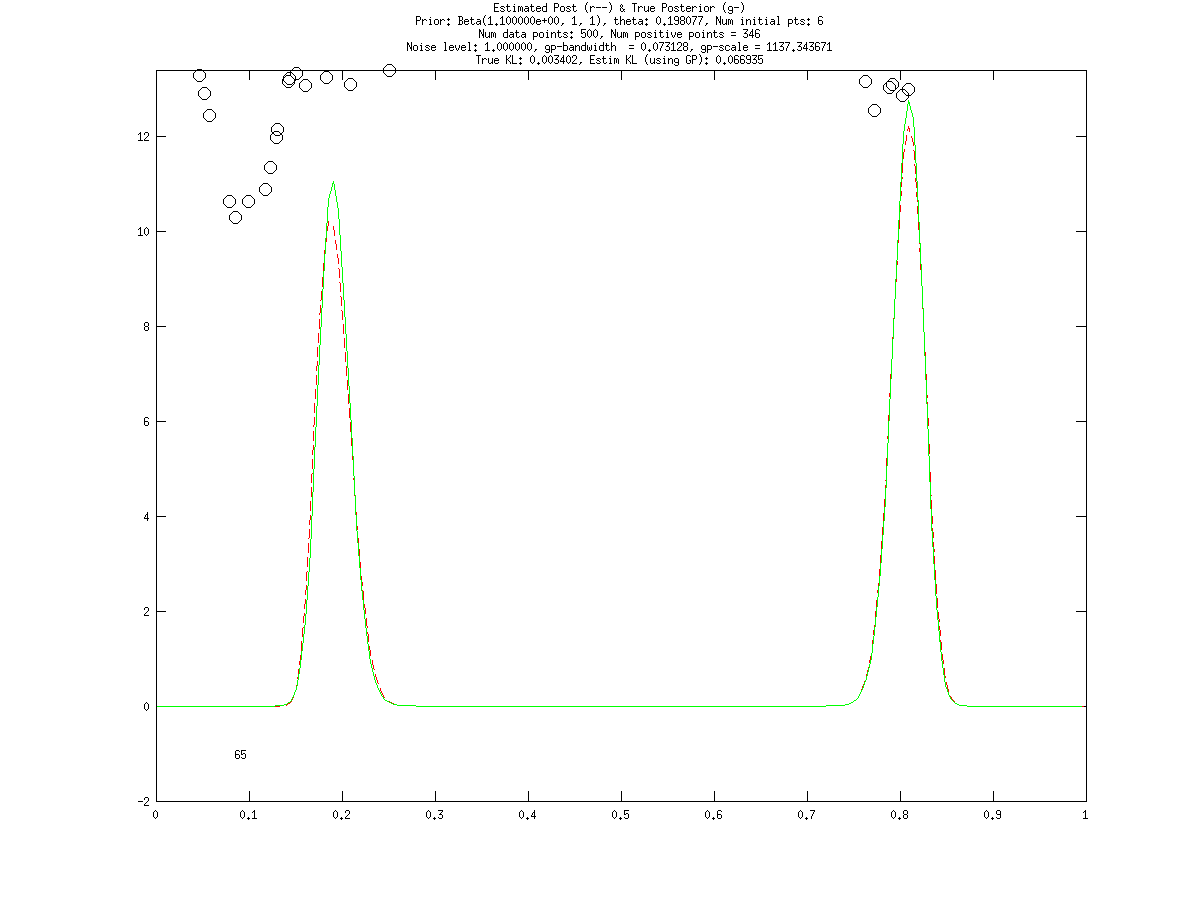 Estimated Post (r--) & True Posterior (g-)
Prior: Beta(1.100000e+00, 1, 1), theta: 0.198077, Num initial pts: 6
Num data points: 500, Num positive points = 346
Noise level: 1.000000, gp-bandwidth  = 0.073128, gp-scale = 1137.343671
True KL: 0.003402, Estim KL (using GP): 0.066935
12
10
8
6
4
2
0
65
-2
0 0.1 0.2 0.3 0.4 0.5 0.6 0.7 0.8 0.9 1